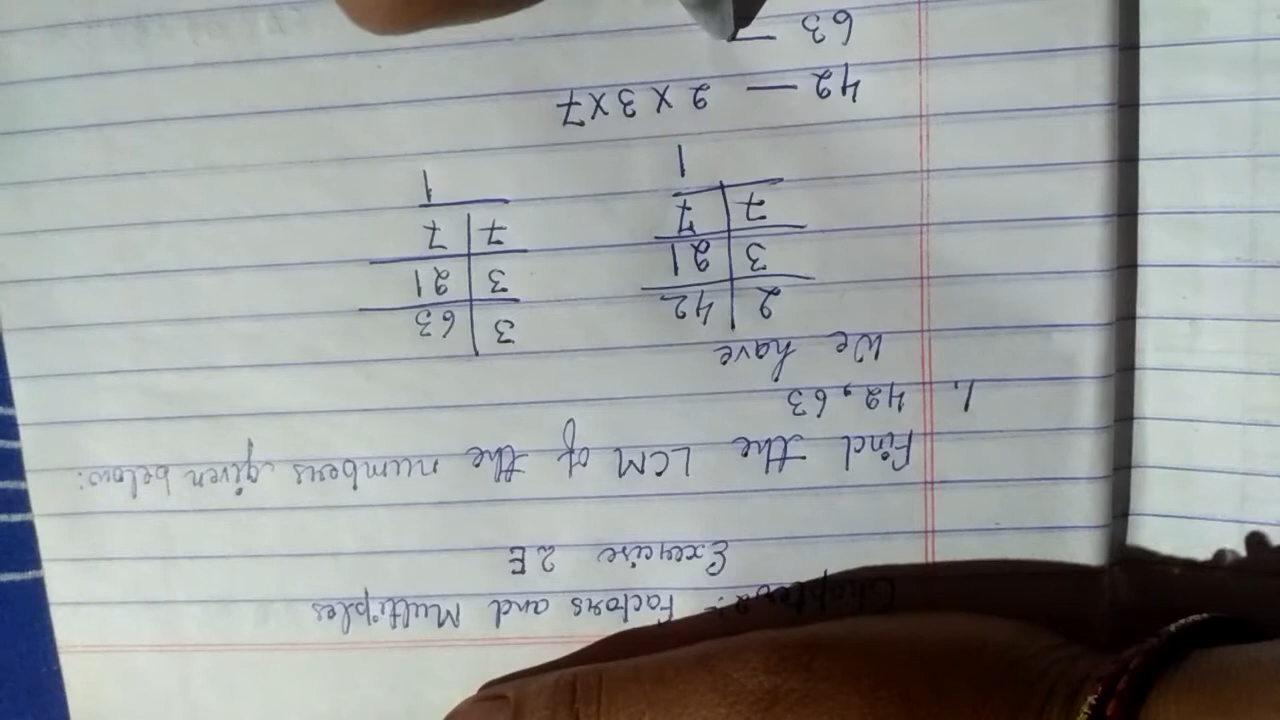 Chapter 2:- Factors and Multiples
Exercise 2E
Find the LCM of the numbers given below:
1. 42, 63
We have
2 42 3 63
3 21 3 21
7 7 7 7
1 1
42 — 2 x 3 x 7
63 —